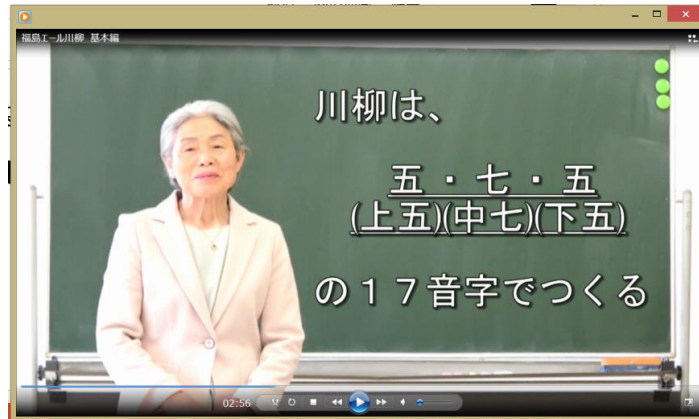 福島エール川柳 基本編
川柳は、
五・七・五
(上五)(中七)(下五)
の１７音字でつくる
02:56